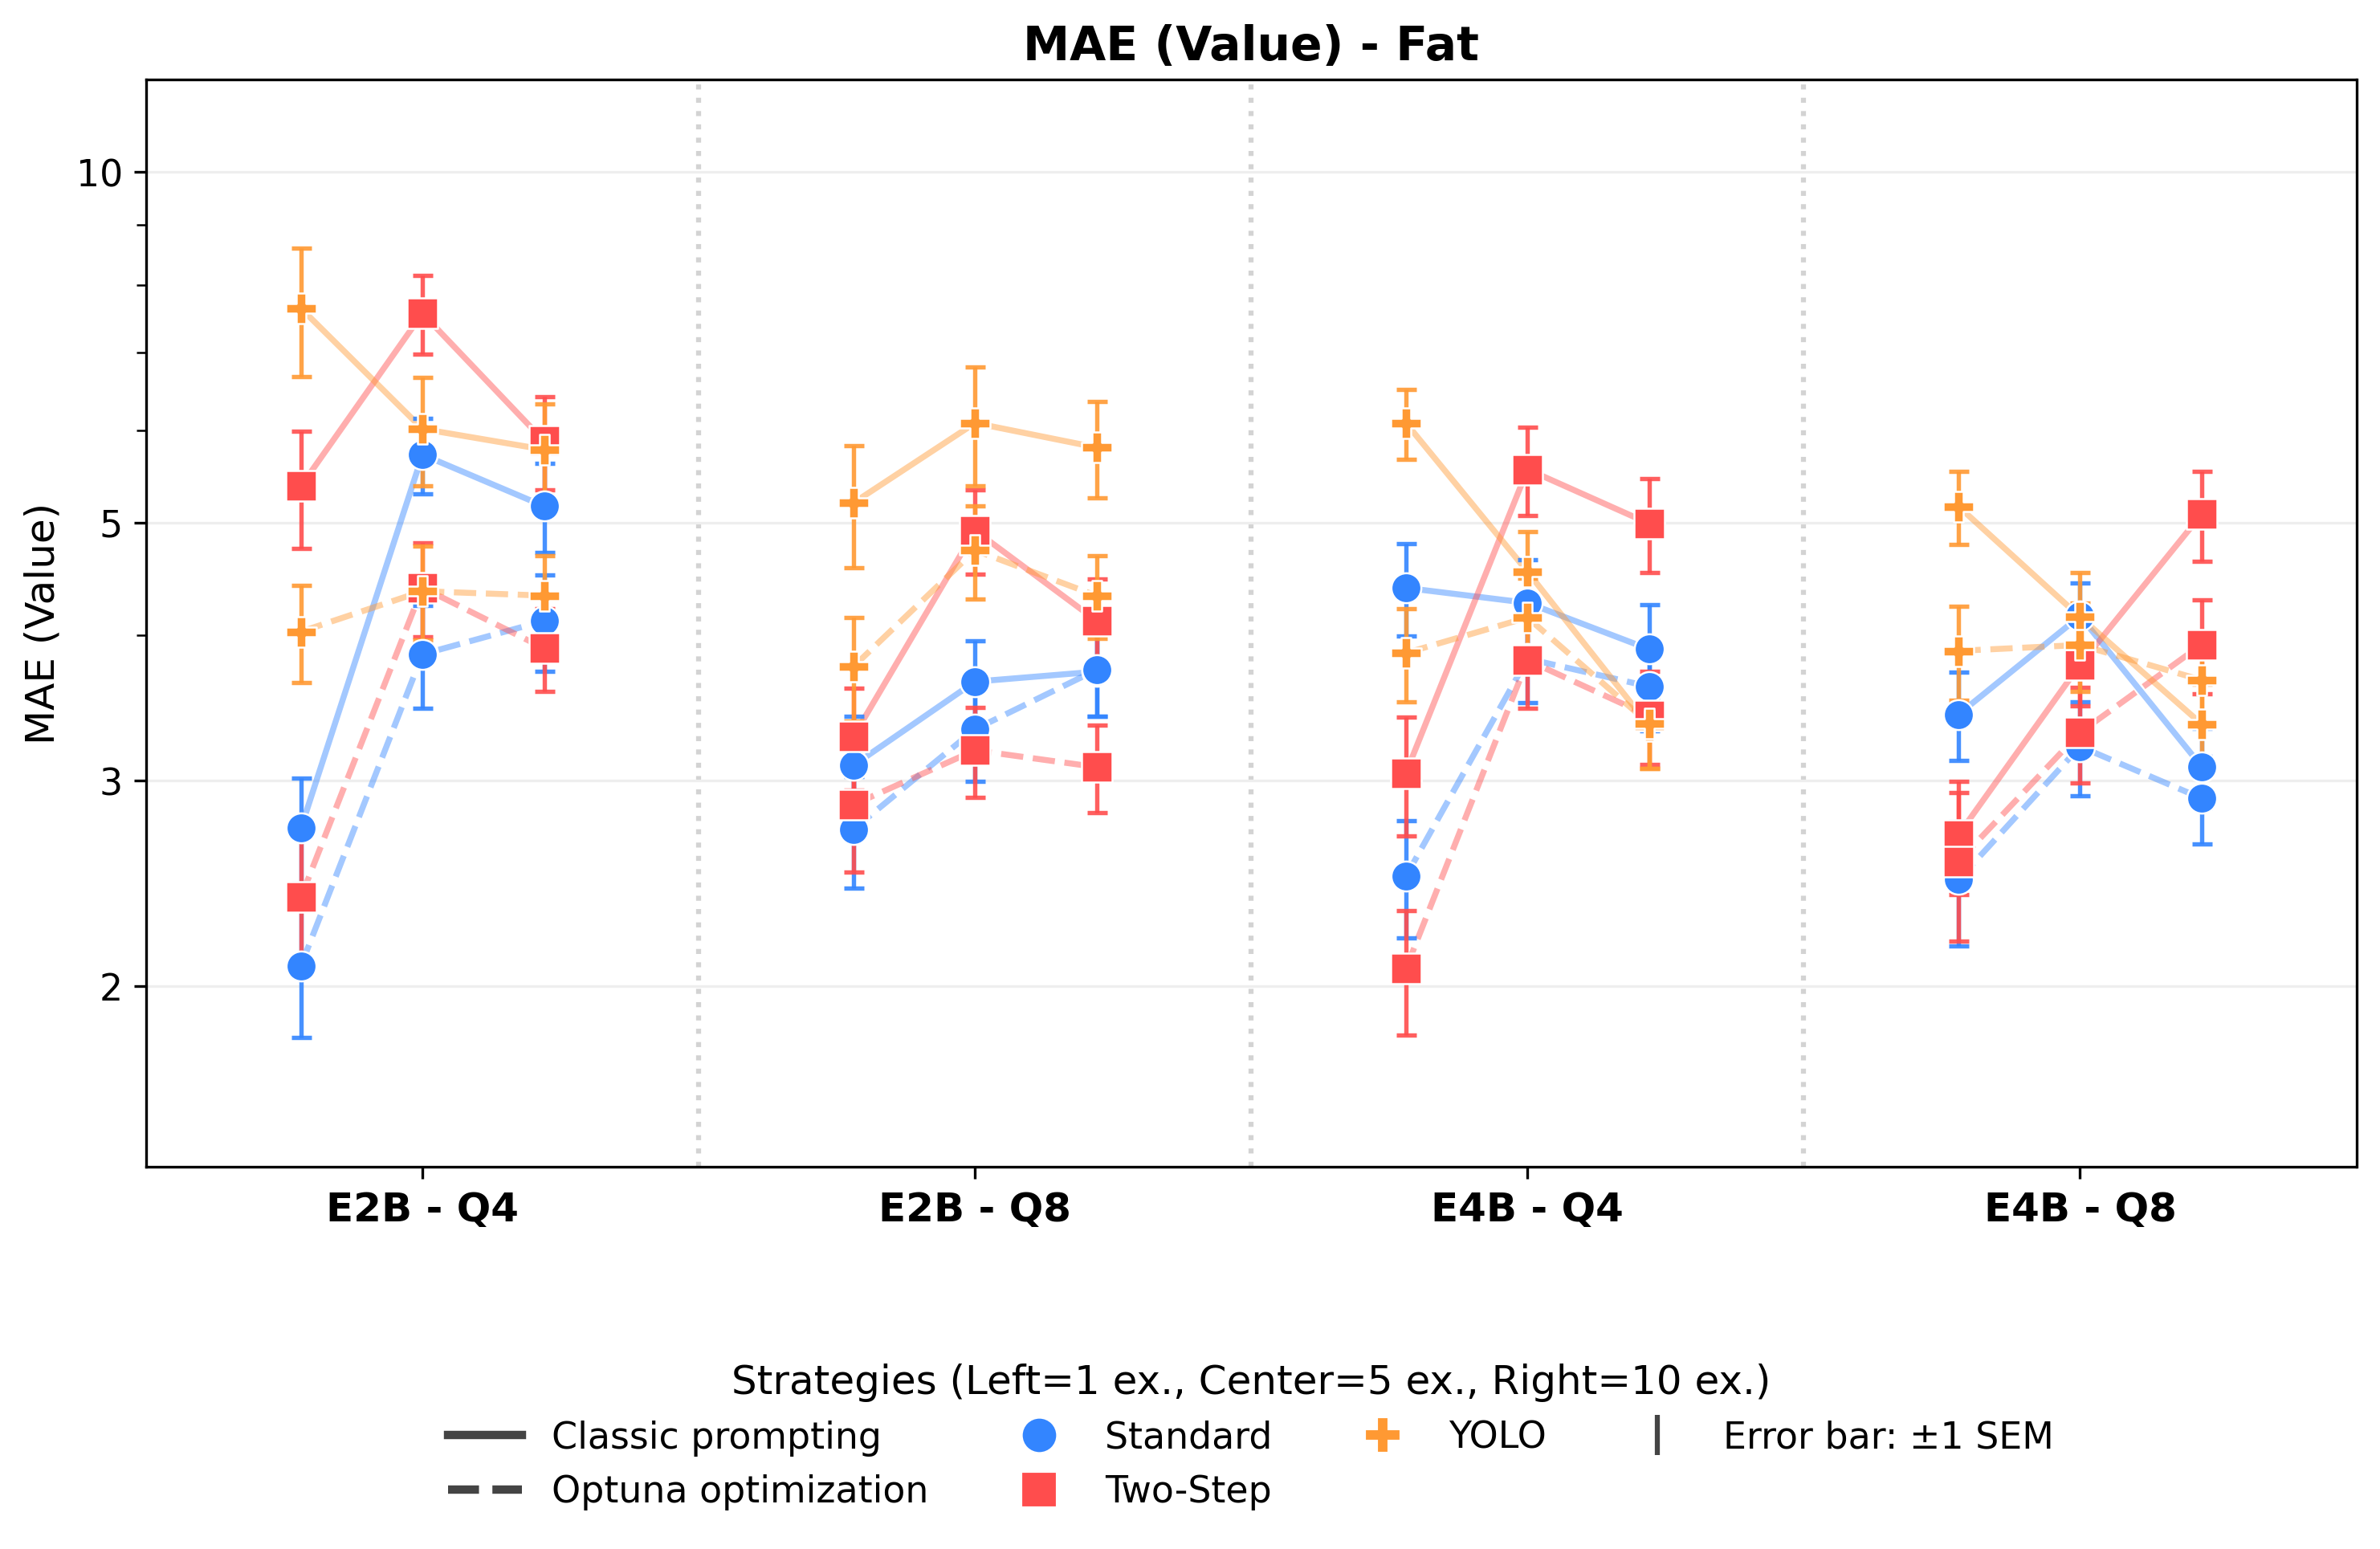 MAE (Value) - Fat
MAE (Value)
10
5
3
2
E2B - Q4
E2B - Q8
E4B - Q4
E4B - Q8
Strategies (Left=1 ex., Center=5 ex., Right=10 ex.)
Classic prompting
Optuna optimization
Standard
Two-Step
YOLO
Error bar: ±1 SEM